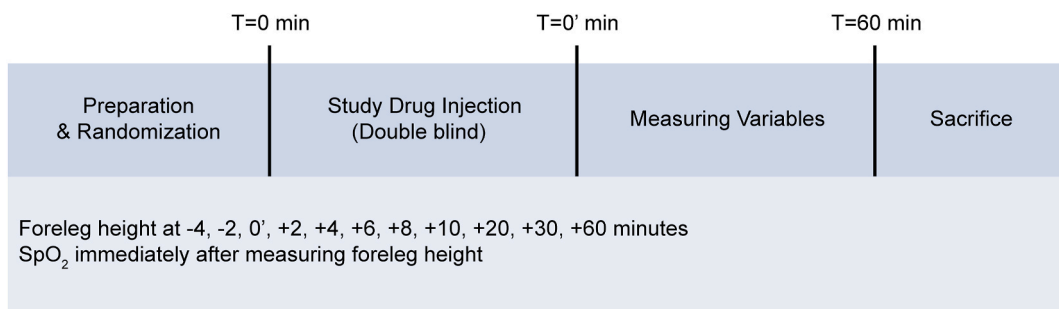 T=0 min
T=0’ min
T=60 min
Preparation
& Randomization
Study Drug Injection
(Double blind)
Measuring Variables
Sacrifice
Foreleg height at -4, -2, 0’, +2, +4, +6, +8, +10, +20, +30, +60 minutes
SpO₂ immediately after measuring foreleg height